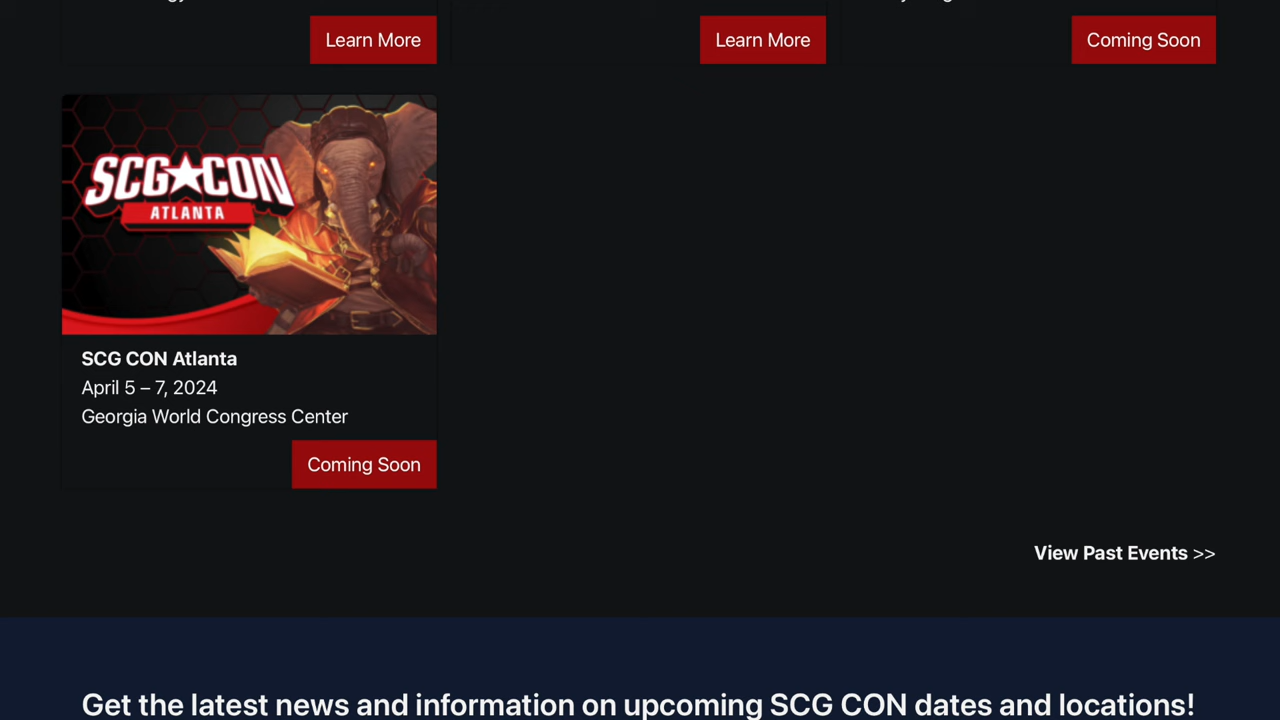 Learn More
Learn More
Coming Soon
SCG CON
ATLANTA
SCG CON Atlanta
April 5 – 7, 2024
Georgia World Congress Center
Coming Soon
View Past Events >>
Get the latest news and information on upcoming SCG CON dates and locations!